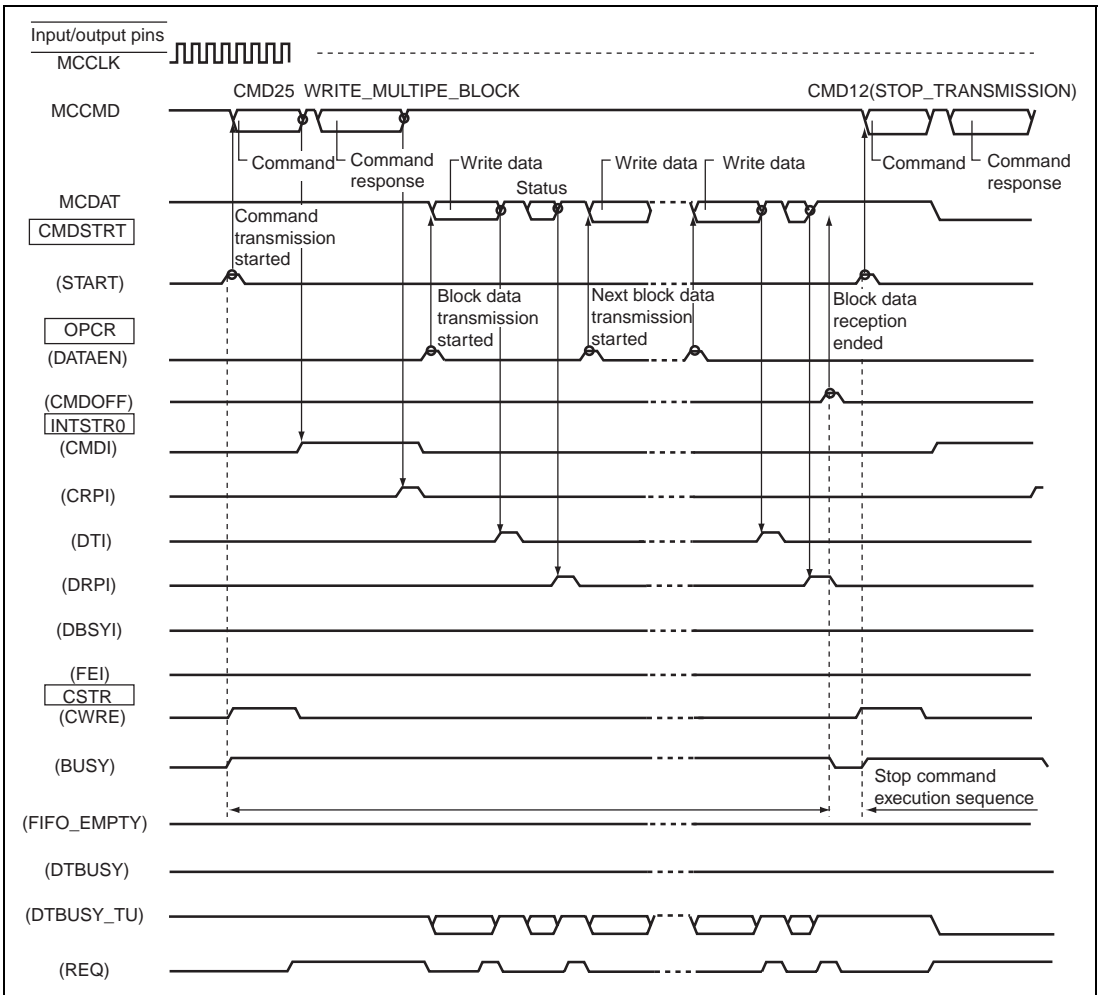 Input/output pins
MCCLK
CMD25 WRITE_MULTIPE_BLOCK
CMD12(STOP_TRANSMISSION)
MCCMD
Command
Command
response
Command
Command
response
Write data
Status
Write data
Write data
MCDAT
CMDSTRT
Command
transmission
started
(START)
Block data
transmission
started
Next block data
transmission
started
Block data
reception
ended
OPCR
(DATAEN)
(CMDOFF)
INTSTR0
(CMDI)
(CRPI)
(DTI)
(DRPI)
(DBSYI)
(FEI)
CSTR
(CWRE)
(BUSY)
Stop command
execution sequence
(FIFO_EMPTY)
(DTBUSY)
(DTBUSY_TU)
(REQ)